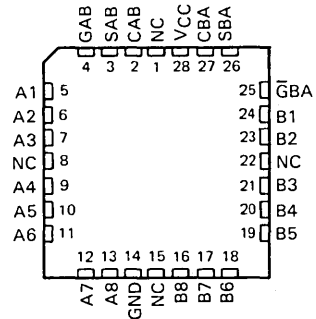 GAB SAB CAB NC VCC CBA SBA
4 3 2 1 28 27 26
A1 5 25 G̅BA
A2 6 24 B1
A3 7 23 B2
NC 8 22 NC
A4 9 21 B3
A5 10 20 B4
A6 11 19 B5
12 13 14 15 16 17 18
A7 A8 GND NC B8 B7 B6